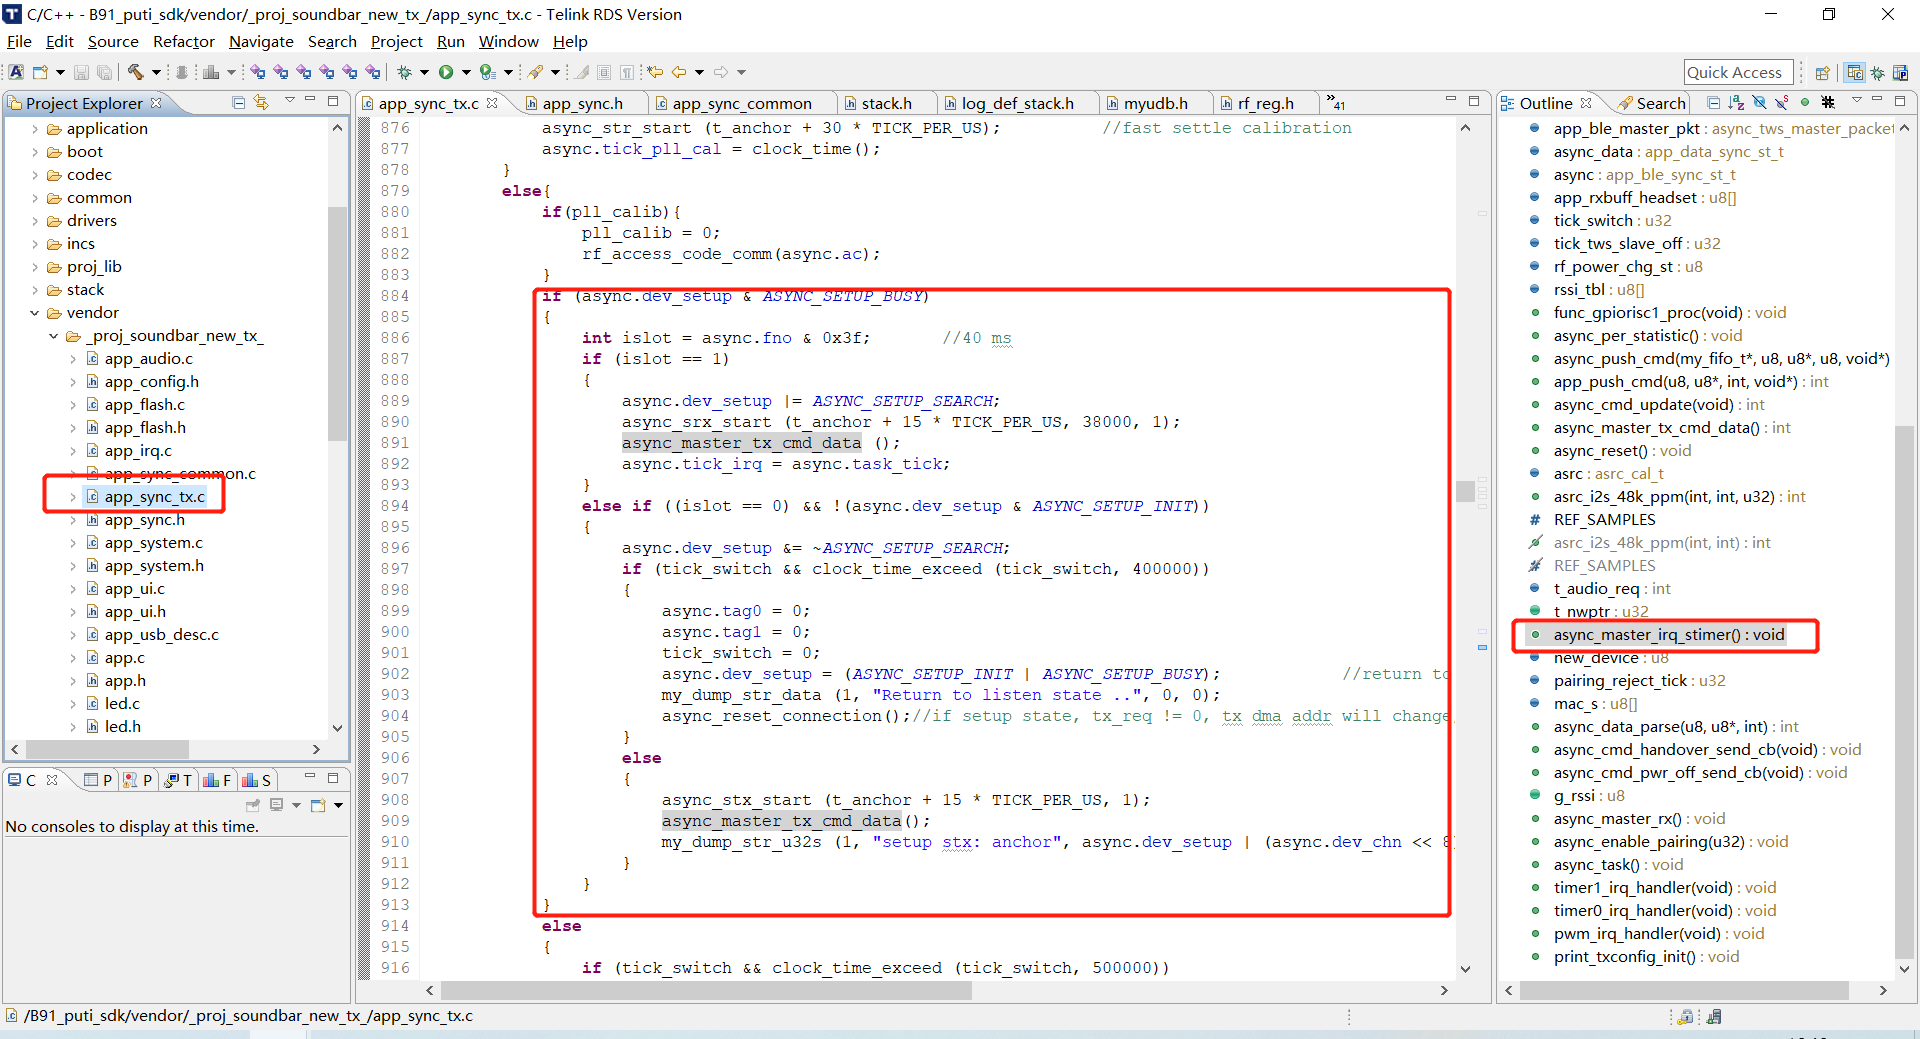 C/C++ - B91_puti_sdk/vendor/_proj_soundbar_new_tx_/app_sync_tx.c - Telink RDS Version
File Edit Source Refactor Navigate Search Project Run Window Help
Quick Access
Project Explorer
application
boot
codec
common
drivers
incs
proj_lib
stack
vendor
_proj_soundbar_new_tx_
app_audio.c
app_config.h
app_flash.c
app_flash.h
app_irq.c
app_sync_common.c
app_sync_tx.c
app_sync.h
app_system.c
app_system.h
app_ui.c
app_ui.h
app_usb_desc.c
app.c
app.h
led.c
led.h
C P P T F S
No consoles to display at this time.
app_sync_tx.c app_sync.h app_sync_common stack.h log_def_stack.h myudb.h rf_reg.h »41
876 async_str_start (t_anchor + 30 * TICK_PER_US); //fast settle calibration
877 async.tick_pll_cal = clock_time();
878 }
879 else{
880 if(pll_calib){
881 pll_calib = 0;
882 rf_access_code_comm(async.ac);
883 }
884 if (async.dev_setup & ASYNC_SETUP_BUSY)
885 {
886 int islot = async.fno & 0x3f; //40 ms
887 if (islot == 1)
888 {
889 async.dev_setup |= ASYNC_SETUP_SEARCH;
890 async_srx_start (t_anchor + 15 * TICK_PER_US, 38000, 1);
891 async_master_tx_cmd_data ();
892 async.tick_irq = async.task_tick;
893 }
894 else if ((islot == 0) && !(async.dev_setup & ASYNC_SETUP_INIT))
895 {
896 async.dev_setup &= ~ASYNC_SETUP_SEARCH;
897 if (tick_switch && clock_time_exceed (tick_switch, 400000))
898 {
899 async.tag0 = 0;
900 async.tag1 = 0;
901 tick_switch = 0;
902 async.dev_setup = (ASYNC_SETUP_INIT | ASYNC_SETUP_BUSY); //return to
903 my_dump_str_data (1, "Return to listen state ..", 0, 0);
904 async_reset_connection();//if setup state, tx_req != 0, tx dma addr will change,
905 }
906 else
907 {
908 async_stx_start (t_anchor + 15 * TICK_PER_US, 1);
909 async_master_tx_cmd_data();
910 my_dump_str_u32s (1, "setup stx: anchor", async.dev_setup | (async.dev_chn << 8)
911 }
912 }
913 }
914 else
915 {
916 if (tick_switch && clock_time_exceed (tick_switch, 500000))
Outline Search
app_ble_master_pkt : async_tws_master_packet
async_data : app_data_sync_st_t
async : app_ble_sync_st_t
app_rxbuff_headset : u8[]
tick_switch : u32
tick_tws_slave_off : u32
rf_power_chg_st : u8
rssi_tbl : u8[]
func_gpiorisc1_proc(void) : void
async_per_statistic() : void
async_push_cmd(my_fifo_t*, u8, u8*, u8, void*)
app_push_cmd(u8, u8*, int, void*) : int
async_cmd_update(void) : int
async_master_tx_cmd_data() : int
async_reset() : void
asrc : asrc_cal_t
asrc_i2s_48k_ppm(int, int, u32) : int
# REF_SAMPLES
asrc_i2s_48k_ppm(int, int) : int
REF_SAMPLES
t_audio_req : int
t_nwptr : u32
async_master_irq_stimer() : void
new_device : u8
pairing_reject_tick : u32
mac_s : u8[]
async_data_parse(u8, u8*, int) : int
async_cmd_handover_send_cb(void) : void
async_cmd_pwr_off_send_cb(void) : void
g_rssi : u8
async_master_rx() : void
async_enable_pairing(u32) : void
async_task() : void
timer1_irq_handler(void) : void
timer0_irq_handler(void) : void
pwm_irq_handler(void) : void
print_txconfig_init() : void
/B91_puti_sdk/vendor/_proj_soundbar_new_tx_/app_sync_tx.c